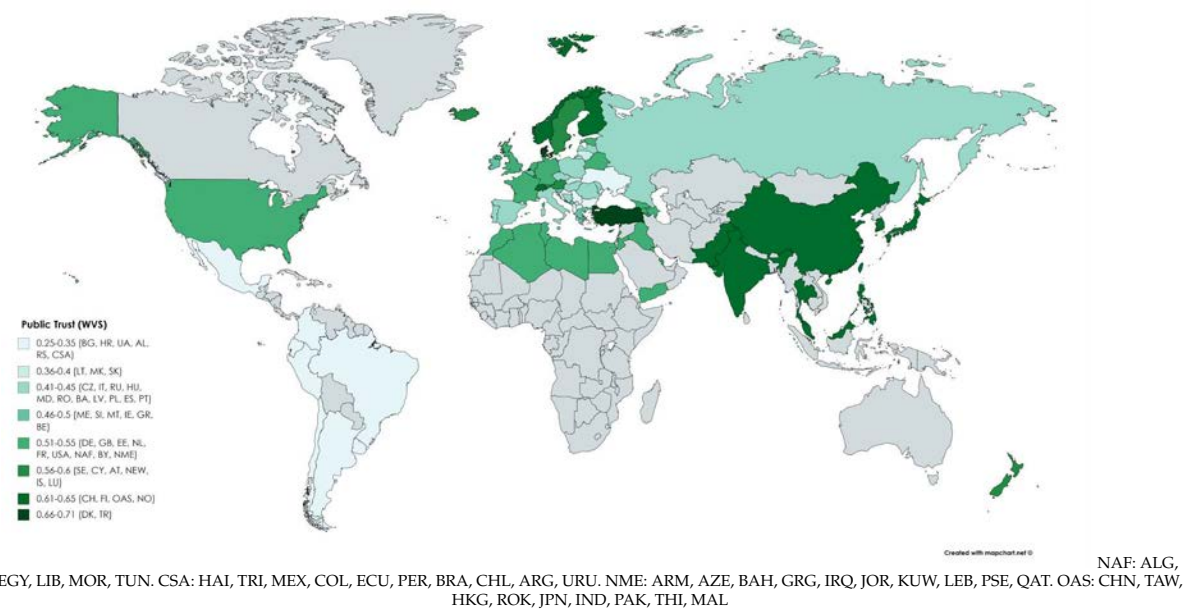 Public Trust (WVS)
0.25-0.35 (BG, HR, UA, AL,
RS, CSA)
0.36-0.4 (LT, MK, SK)
0.41-0.45 (CZ, IT, RU, HU,
MD, RO, BA, LV, PL, ES, PT)
0.46-0.5 (ME, SI, MT, IE, GR,
BE)
0.51-0.55 (DE, GB, EE, NL,
FR, USA, NAF, BY, NME)
0.56-0.6 (SE, CY, AT, NEW,
IS, LU)
0.61-0.65 (CH, FI, OAS, NO)
0.66-0.71 (DK, TR)
Created with mapchart.net ©
NAF: ALG,
EGY, LIB, MOR, TUN. CSA: HAI, TRI, MEX, COL, ECU, PER, BRA, CHL, ARG, URU. NME: ARM, AZE, BAH, GRG, IRQ, JOR, KUW, LEB, PSE, QAT. OAS: CHN, TAW,
HKG, ROK, JPN, IND, PAK, THI, MAL